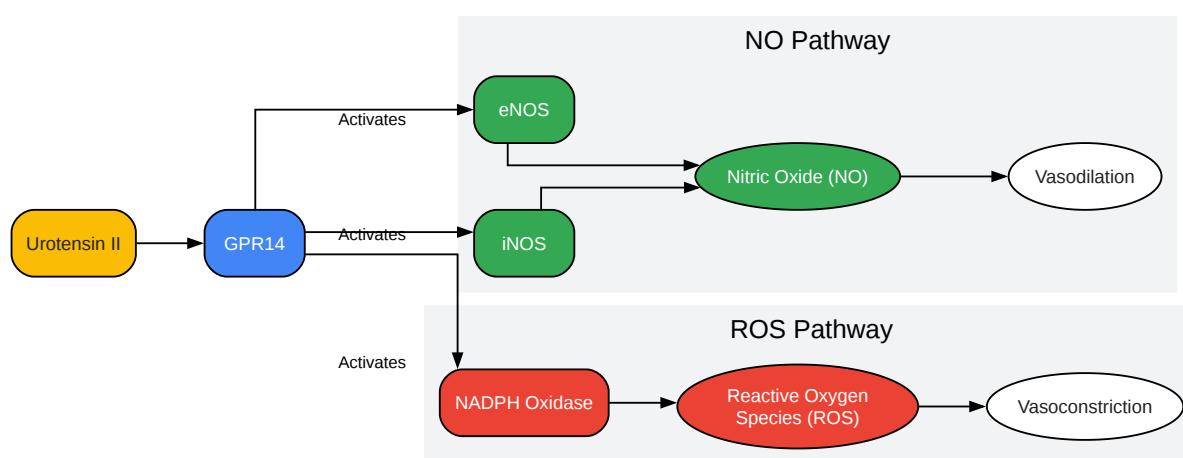 NO Pathway
eNOS
Activates
Nitric Oxide (NO)
Vasodilation
Urotensin II
GPR14
Activates
iNOS
ROS Pathway
Activates
NADPH Oxidase
Reactive Oxygen
Species (ROS)
Vasoconstriction